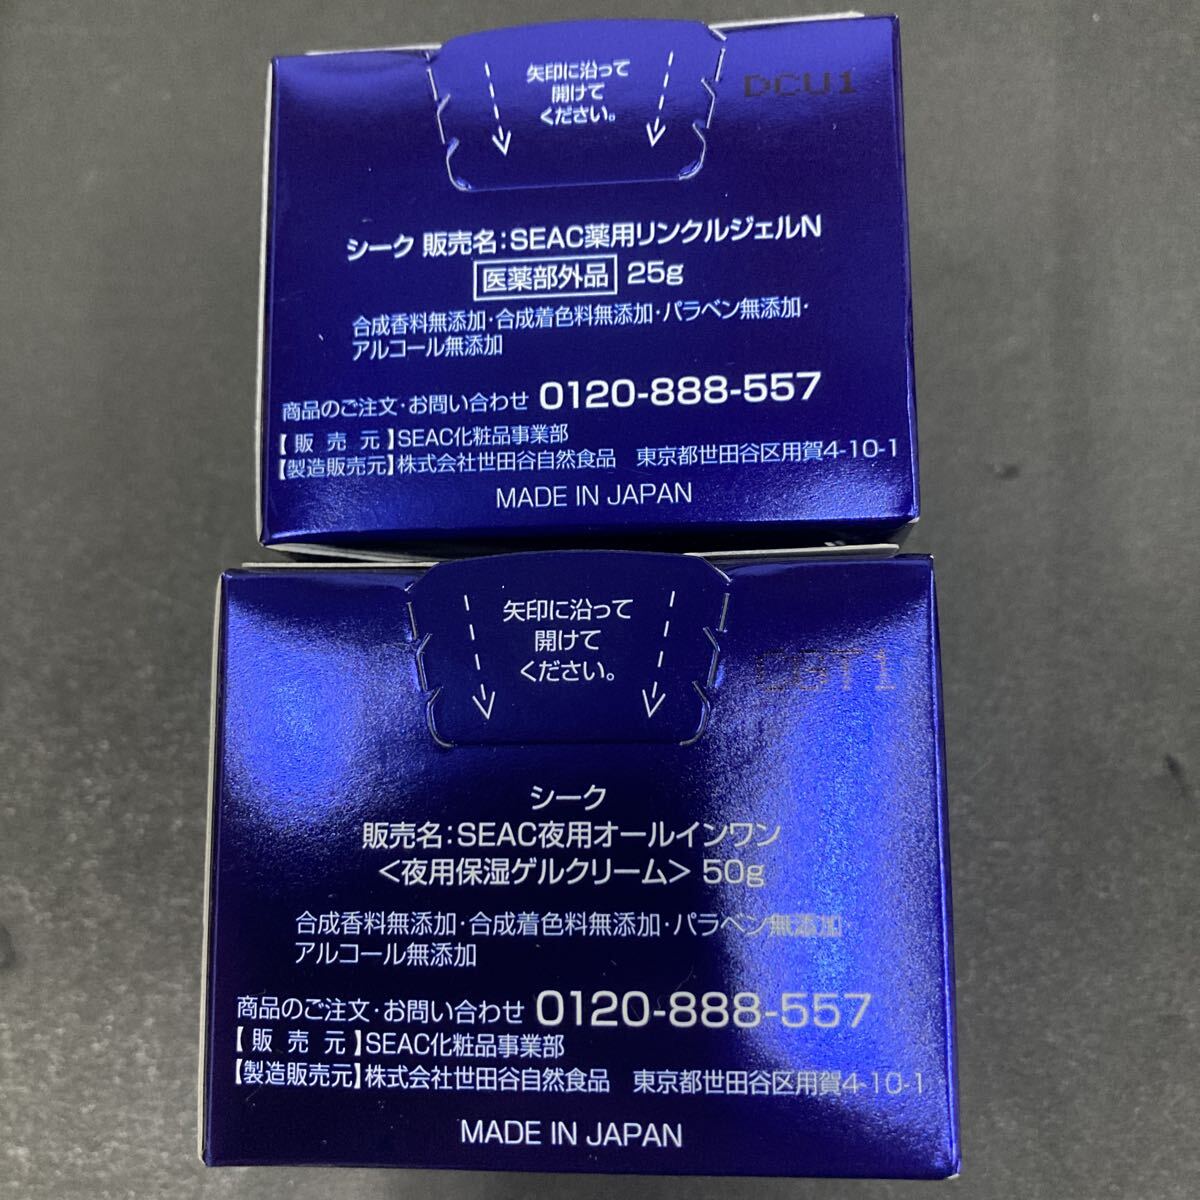 矢印に沿って
開けて
ください。
DCU1
シーク 販売名:SEAC薬用リンクルジェルN
医薬部外品 25g
合成香料無添加・合成着色料無添加・パラベン無添加・
アルコール無添加
商品のご注文・お問い合わせ 0120-888-557
【販売元】SEAC化粧品事業部
【製造販売元】株式会社世田谷自然食品 東京都世田谷区用賀4-10-1
MADE IN JAPAN
矢印に沿って
開けて
ください。
シーク
販売名:SEAC夜用オールインワン
<夜用保湿ゲルクリーム> 50g
合成香料無添加・合成着色料無添加・パラベン無添加
アルコール無添加
商品のご注文・お問い合わせ 0120-888-557
【販売元】SEAC化粧品事業部
【製造販売元】株式会社世田谷自然食品 東京都世田谷区用賀4-10-1
MADE IN JAPAN